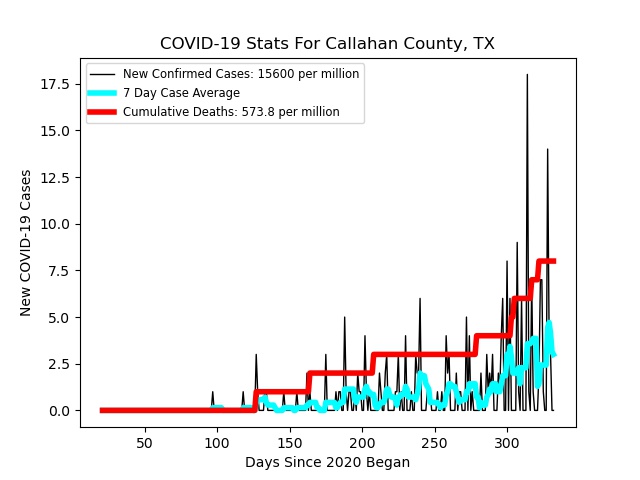 COVID-19 Stats For Callahan County, TX
New Confirmed Cases: 15600 per million
7 Day Case Average
Cumulative Deaths: 573.8 per million
New COVID-19 Cases
17.5
15.0
12.5
10.0
7.5
5.0
2.5
0.0
50
100
150
200
250
300
Days Since 2020 Began